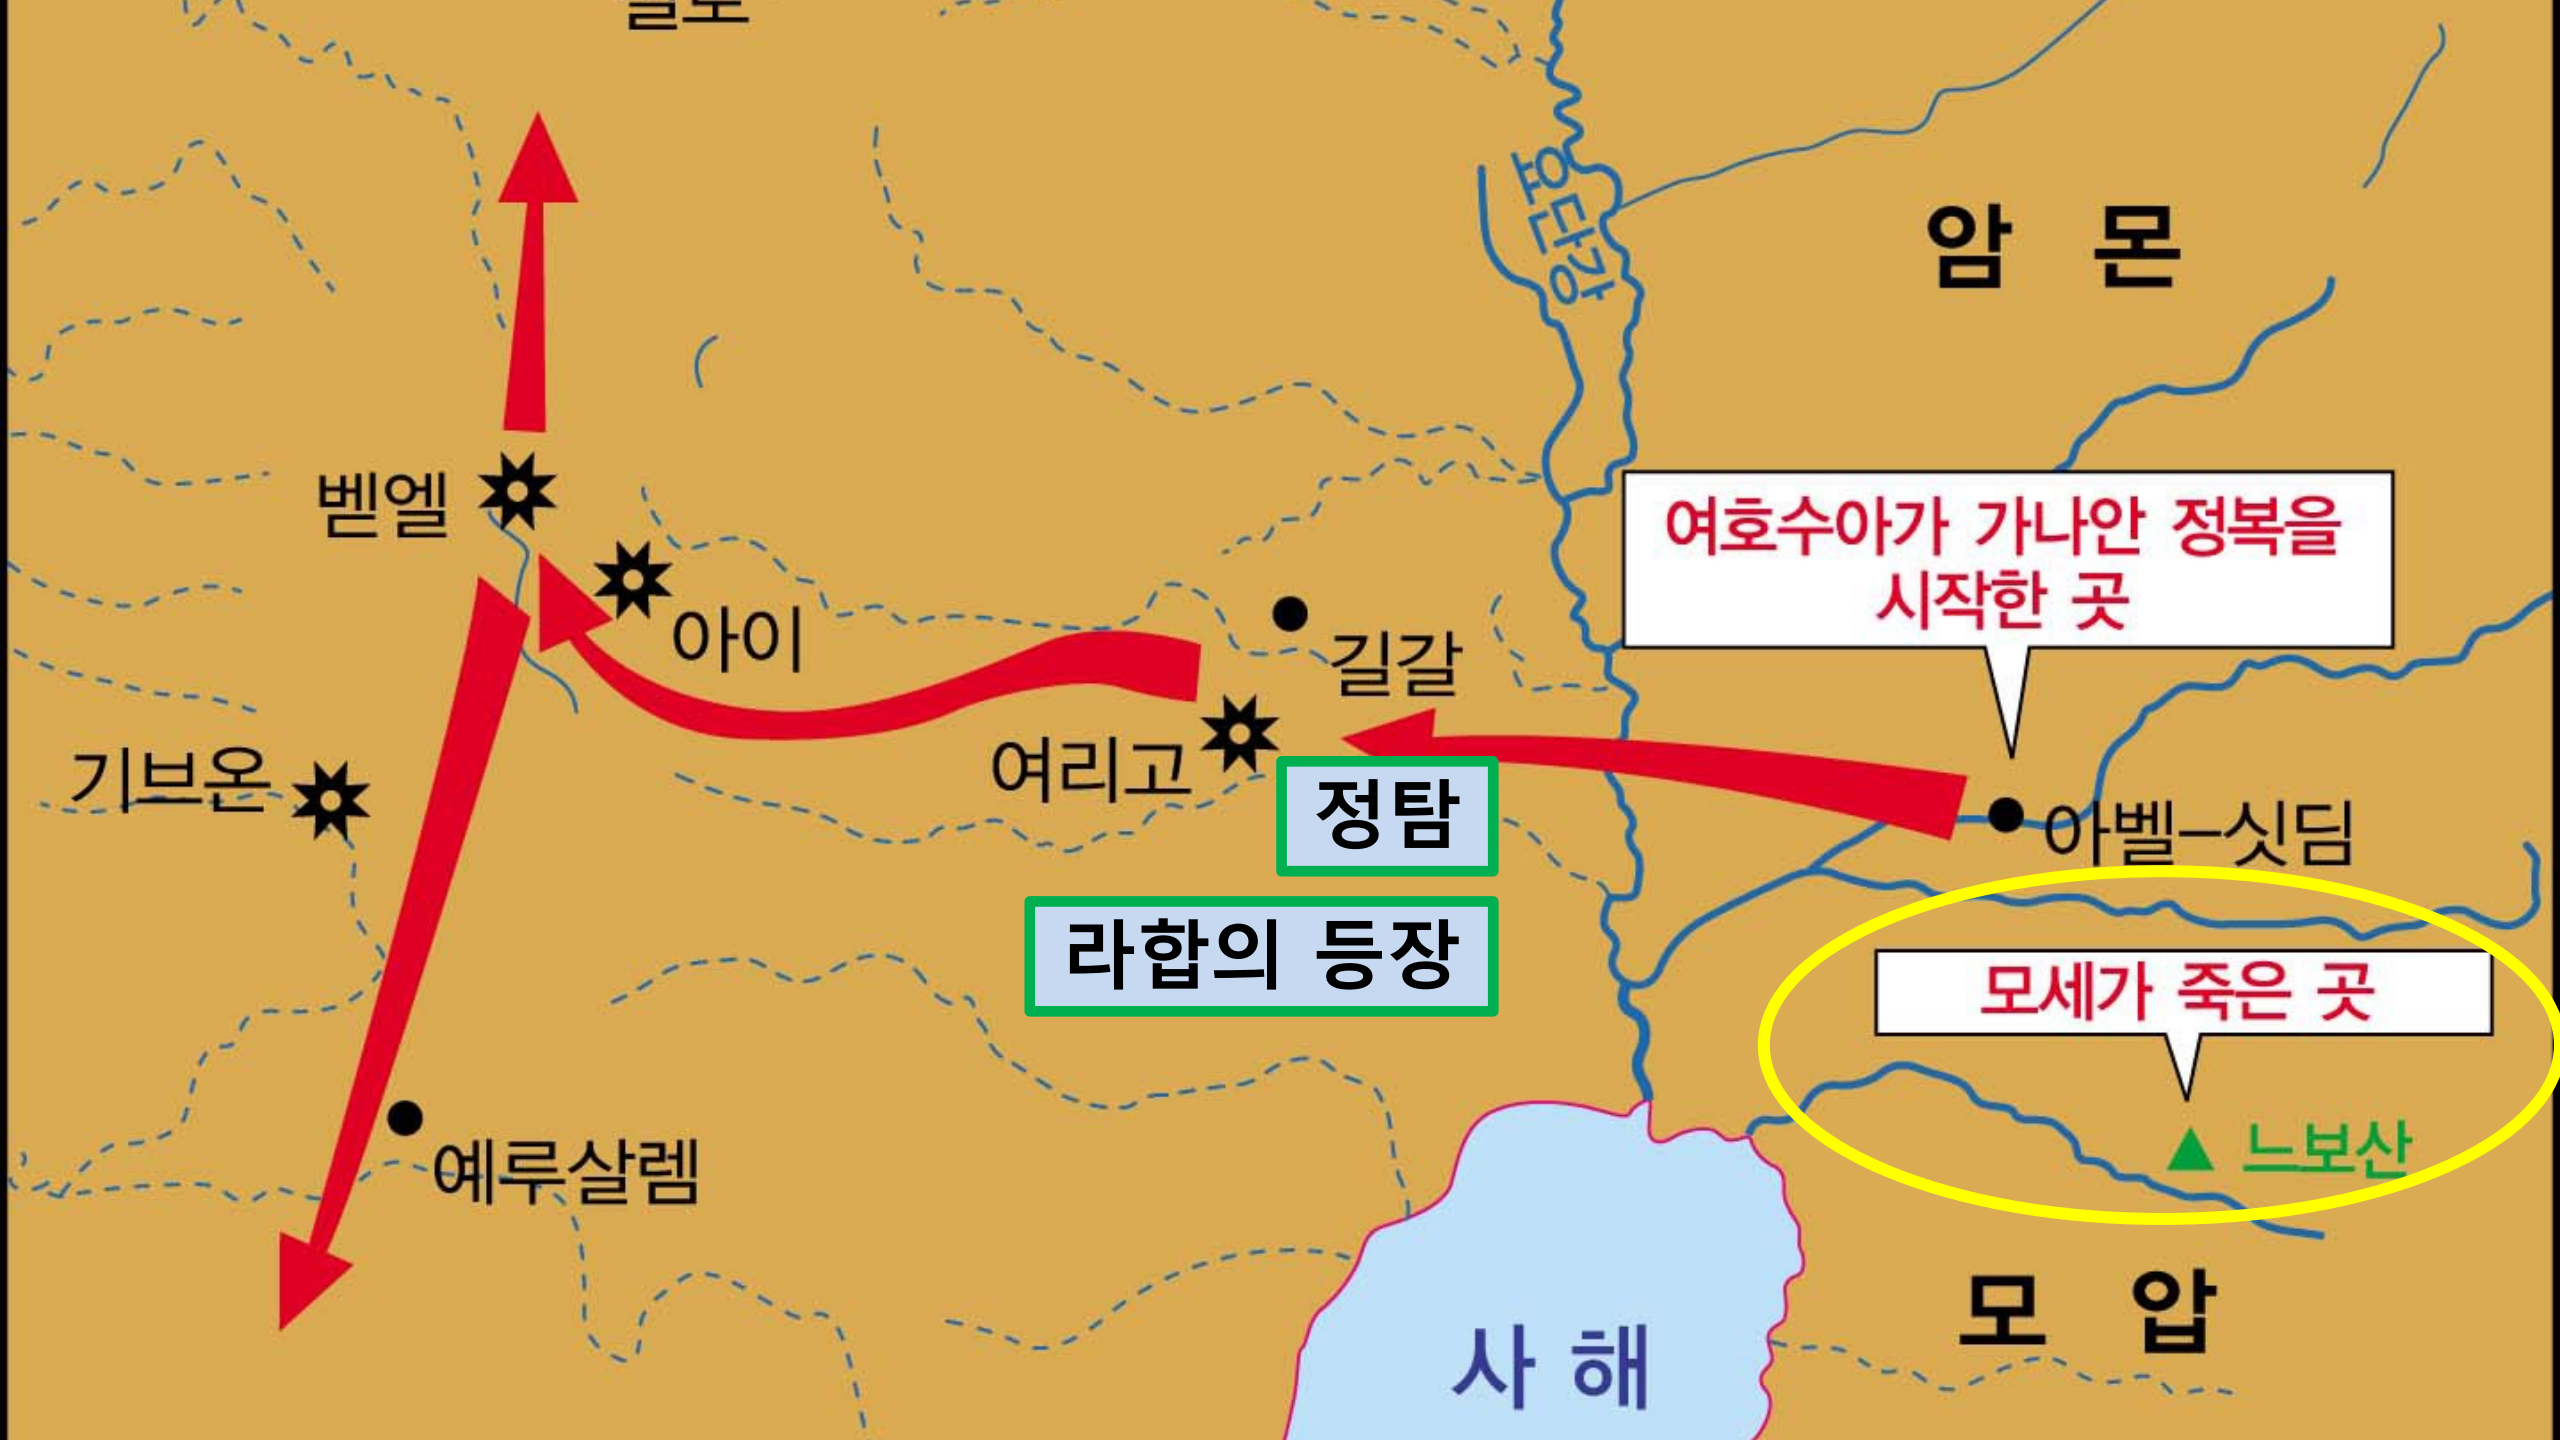 요단강
암 몬
벧엘
여호수아가 가나안 정복을
시작한 곳
아이
길갈
여리고
기브온
정탐
아벨–싯딤
라합의 등장
모세가 죽은 곳
느보산
예루살렘
모 압
사 해